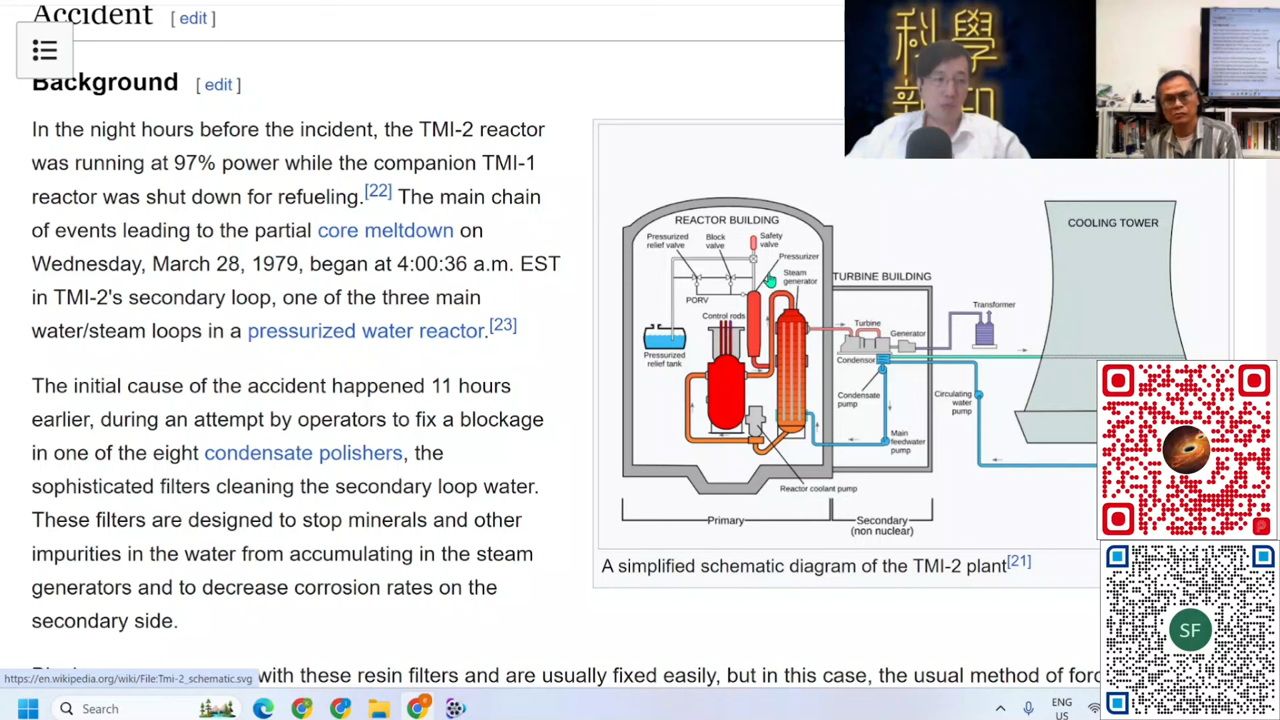 Accident [ edit ]
Background [ edit ]
In the night hours before the incident, the TMI-2 reactor
was running at 97% power while the companion TMI-1
reactor was shut down for refueling.[22] The main chain
of events leading to the partial core meltdown on
Wednesday, March 28, 1979, began at 4:00:36 a.m. EST
in TMI-2's secondary loop, one of the three main
water/steam loops in a pressurized water reactor.[23]
The initial cause of the accident happened 11 hours
earlier, during an attempt by operators to fix a blockage
in one of the eight condensate polishers, the
sophisticated filters cleaning the secondary loop water.
These filters are designed to stop minerals and other
impurities in the water from accumulating in the steam
generators and to decrease corrosion rates on the
secondary side.
with these resin filters and are usually fixed easily, but in this case, the usual method of
科學
新知
REACTOR BUILDING
Pressurized
relief valve
Block
valve
Safety
valve
Pressurizer
Steam
generator
PORV
Control rods
Pressurized
relief tank
TURBINE BUILDING
Turbine
Generator
Condensor
Transformer
COOLING TOWER
Condensate
pump
Circulating
water
pump
Main
feedwater
pump
Reactor coolant pump
Primary
Secondary
(non nuclear)
A simplified schematic diagram of the TMI-2 plant[21]
SF
https://en.wikipedia.org/wiki/File:Tmi-2_schematic.svg
Search
ENG
US